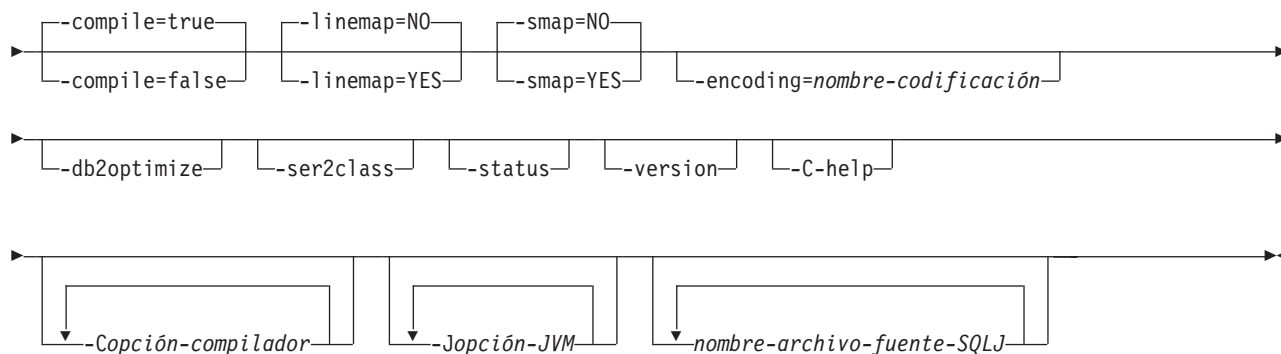 -compile=true -linemap=NO -smap=NO
-compile=false -linemap=YES -smap=YES -encoding=nombre-codificación
-db2optimize -ser2class -status -version -C-help
-Copción-compilador -Jopción-JVM nombre-archivo-fuente-SQLJ